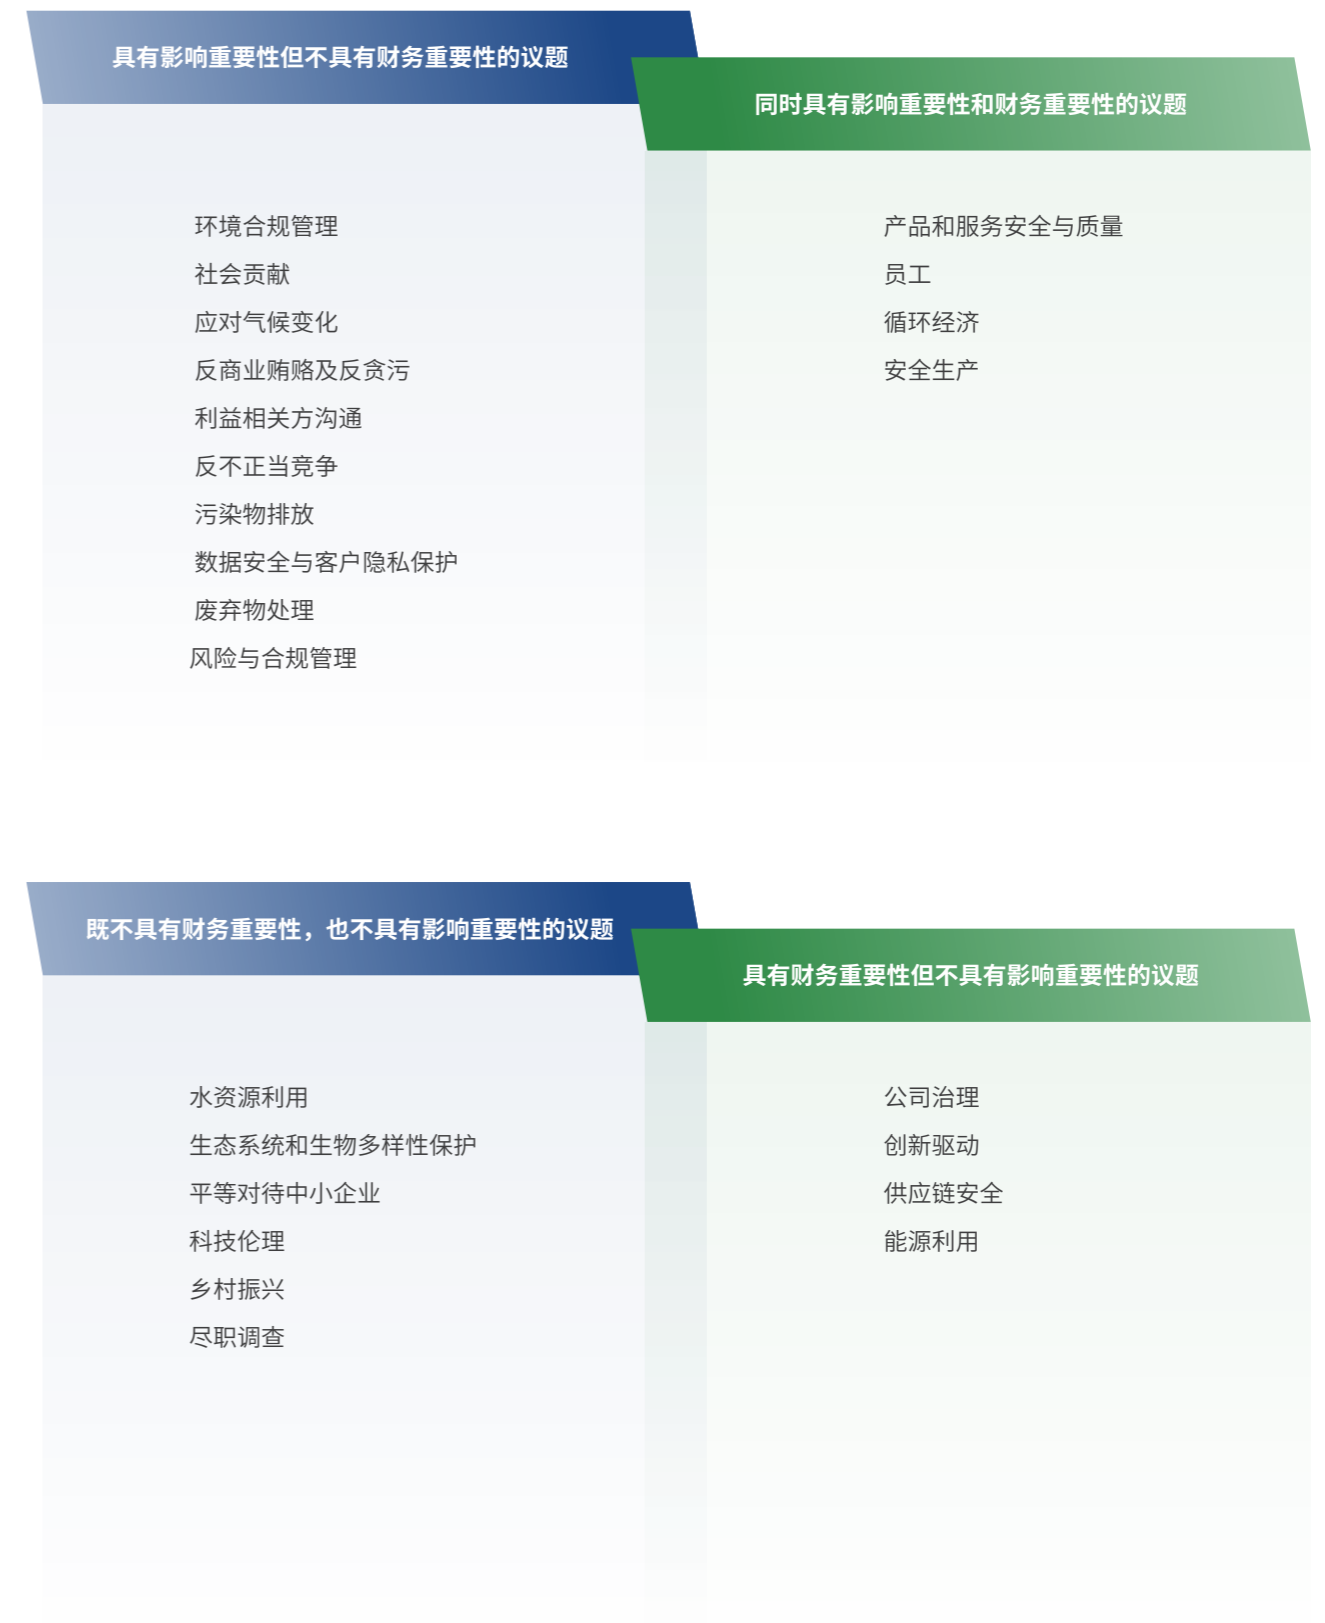 具有影响重要性但不具有财务重要性的议题
环境合规管理
社会贡献
应对气候变化
反商业贿赂及反贪污
利益相关方沟通
反不正当竞争
污染物排放
数据安全与客户隐私保护
废弃物处理
风险与合规管理
同时具有影响重要性和财务重要性的议题
产品和服务安全与质量
员工
循环经济
安全生产
既不具有财务重要性，也不具有影响重要性的议题
水资源利用
生态系统和生物多样性保护
平等对待中小企业
科技伦理
乡村振兴
尽职调查
具有财务重要性但不具有影响重要性的议题
公司治理
创新驱动
供应链安全
能源利用